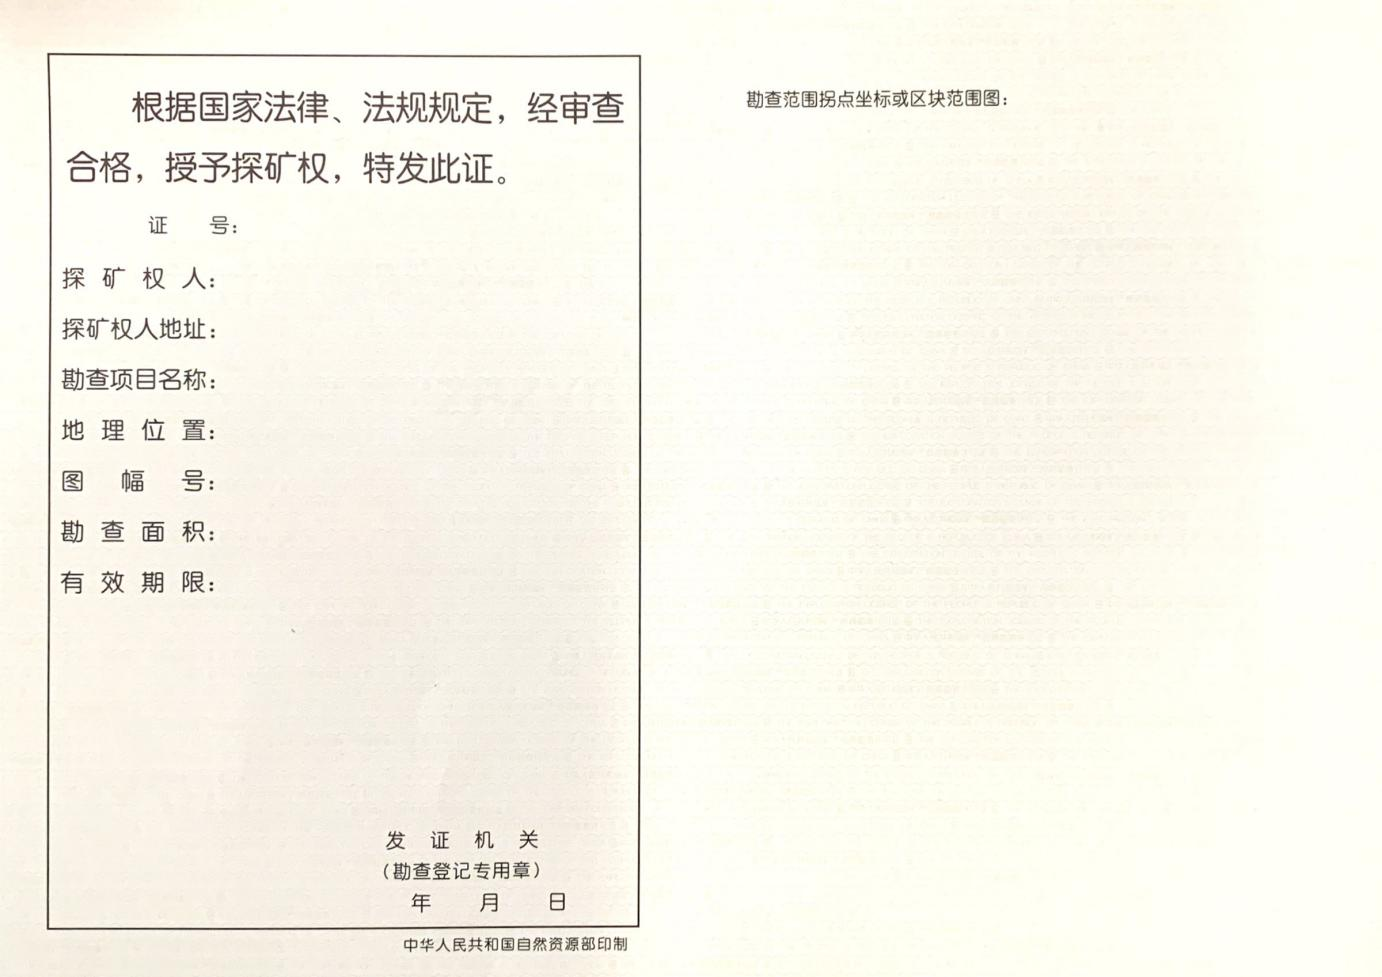 根据国家法律、法规规定，经审查
合格，授予探矿权，特发此证。
证 号：
探 矿 权 人：
探矿权人地址：
勘查项目名称：
地 理 位 置：
图 幅 号：
勘查面积：
有 效 期 限：
发 证 机 关
（勘查登记专用章）
年 月 日
中华人民共和国自然资源部印制
勘查范围拐点坐标或区块范围图：